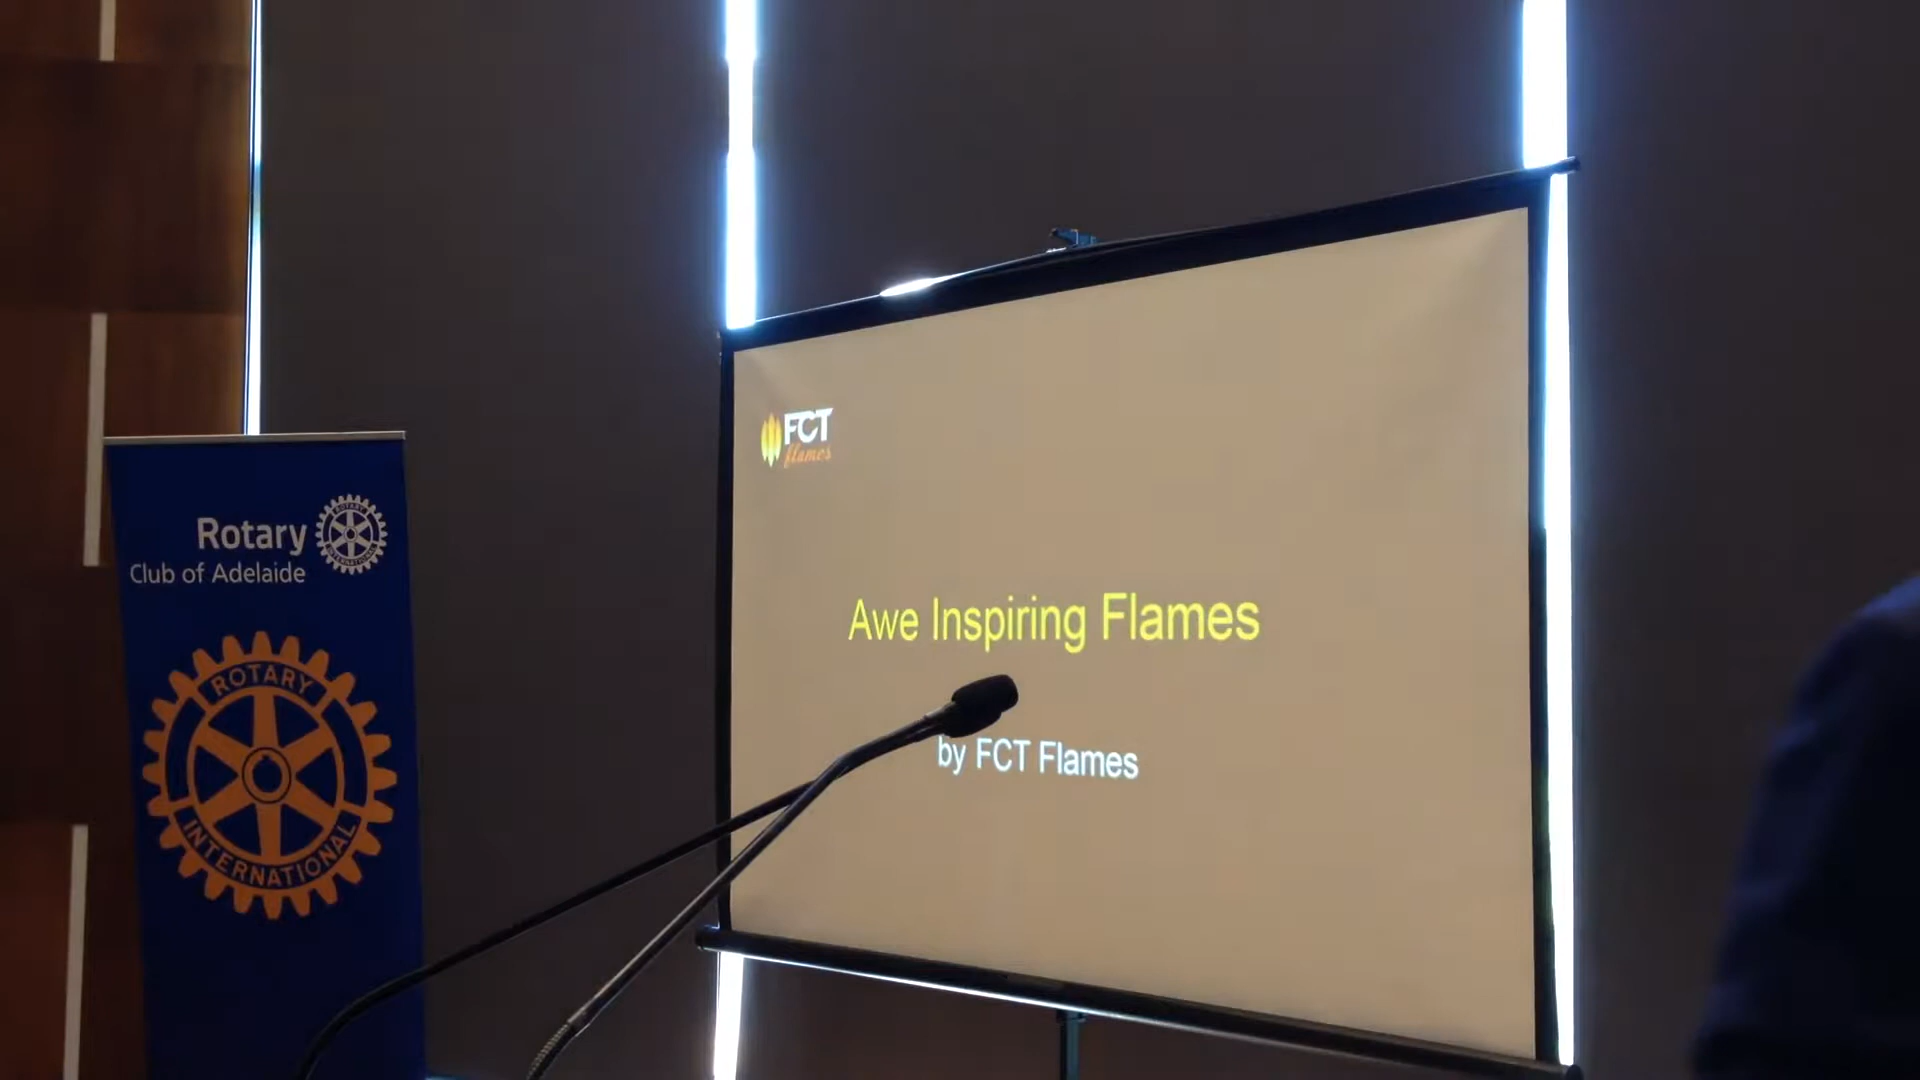 Rotary
Club of Adelaide
ROTARY
INTERNATIONAL
FCT
flames
Awe Inspiring Flames
by FCT Flames